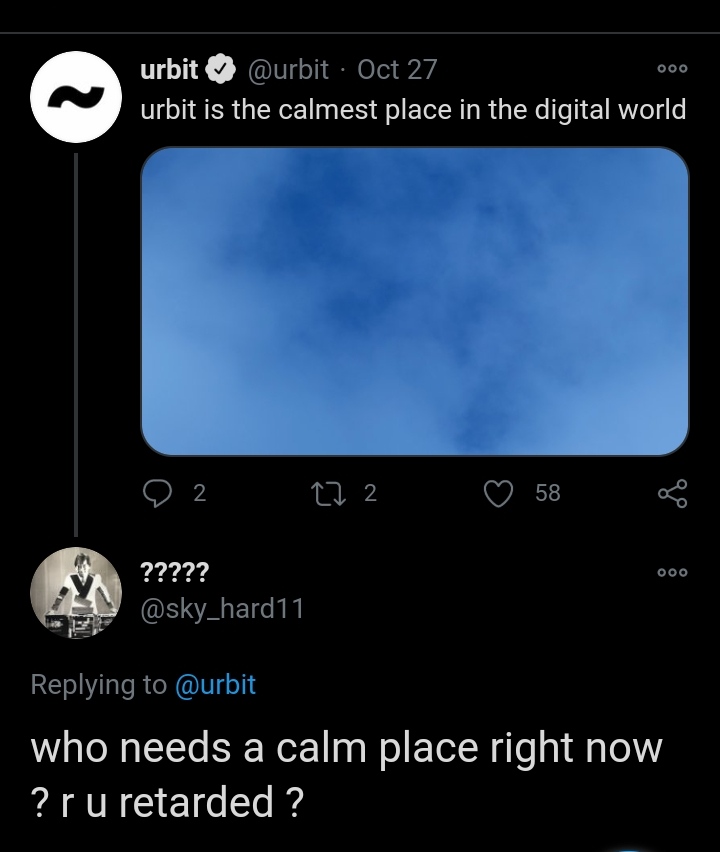 urbit @urbit · Oct 27
urbit is the calmest place in the digital world
2 2 58
?????
@sky_hard11
Replying to @urbit
who needs a calm place right now
? r u retarded ?